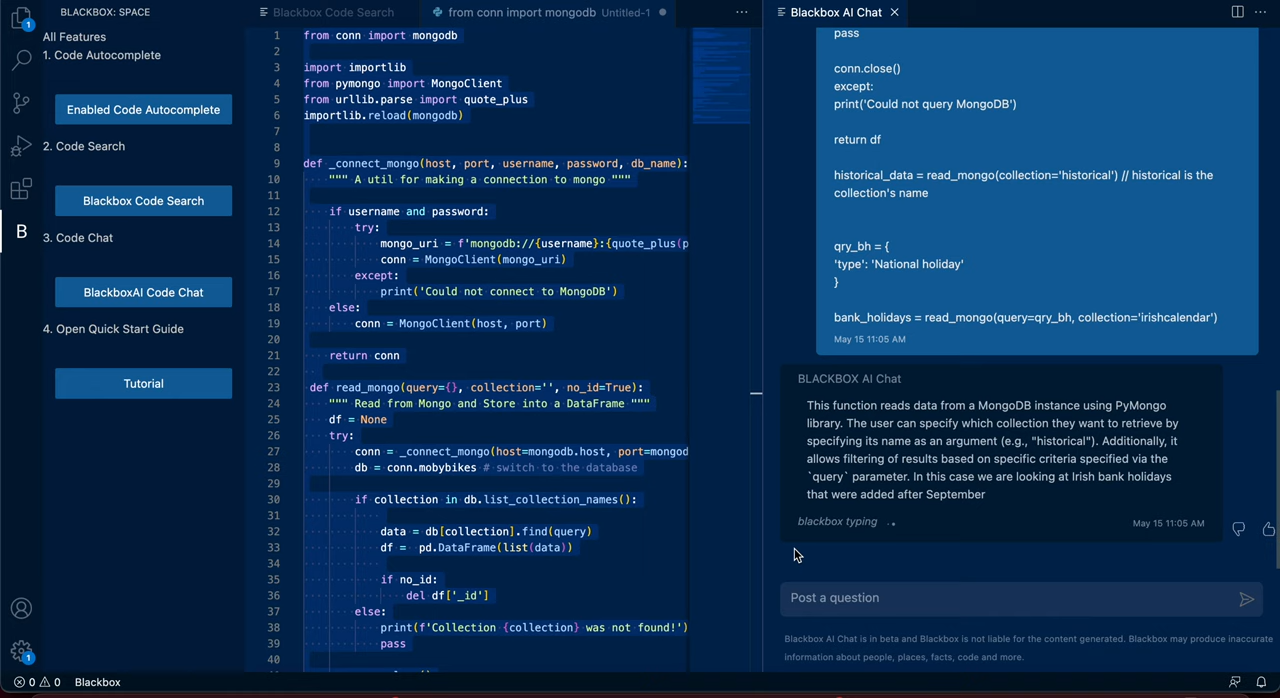 BLACKBOX: SPACE
All Features
1. Code Autocomplete
Enabled Code Autocomplete
2. Code Search
Blackbox Code Search
3. Code Chat
BlackboxAI Code Chat
4. Open Quick Start Guide
Tutorial
1
B
1
Blackbox Code Search
from conn import mongodb Untitled-1
1 from conn import mongodb
2
3 import importlib
4 from pymongo import MongoClient
5 from urllib.parse import quote_plus
6 importlib.reload(mongodb)
7
8
9 def _connect_mongo(host, port, username, password, db_name):
10 """ A util for making a connection to mongo """
11
12 if username and password:
13 try:
14 mongo_uri = f'mongodb://{username}:{quote_plus(p
15 conn = MongoClient(mongo_uri)
16 except:
17 print('Could not connect to MongoDB')
18 else:
19 conn = MongoClient(host, port)
20
21 return conn
22
23 def read_mongo(query={}, collection='', no_id=True):
24 """ Read from Mongo and Store into a DataFrame """
25 df = None
26 try:
27 conn = _connect_mongo(host=mongodb.host, port=mongod
28 db = conn.mobybikes # switch to the database
29
30 if collection in db.list_collection_names():
31
32 data = db[collection].find(query)
33 df = pd.DataFrame(list(data))
34
35 if no_id:
36 del df['_id']
37 else:
38 print(f'Collection {collection} was not found!')
39 pass
40
Blackbox AI Chat
pass
conn.close()
except:
print('Could not query MongoDB')
return df
historical_data = read_mongo(collection='historical') // historical is the
collection's name
qry_bh = {
'type': 'National holiday'
}
bank_holidays = read_mongo(query=qry_bh, collection='irishcalendar')
May 15 11:05 AM
BLACKBOX AI Chat
This function reads data from a MongoDB instance using PyMongo
library. The user can specify which collection they want to retrieve by
specifying its name as an argument (e.g., "historical"). Additionally, it
allows filtering of results based on specific criteria specified via the
`query` parameter. In this case we are looking at Irish bank holidays
that were added after September
blackbox typing
May 15 11:05 AM
Post a question
Blackbox AI Chat is in beta and Blackbox is not liable for the content generated. Blackbox may produce inaccurate
information about people, places, facts, code and more.
0 0 Blackbox